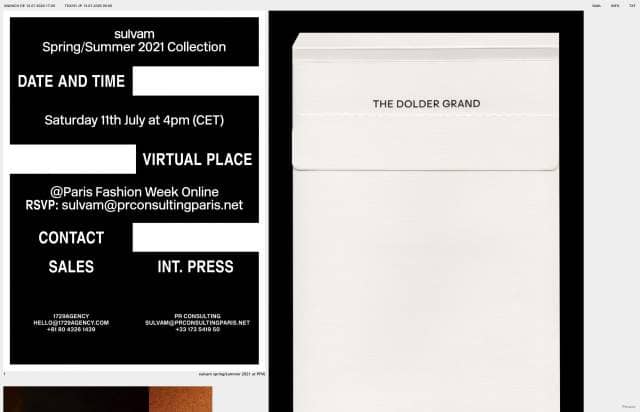 sulvam
Spring/Summer 2021 Collection
DATE AND TIME
Saturday 11th July at 4pm (CET)
VIRTUAL PLACE
@Paris Fashion Week Online
RSVP: sulvam@prconsultingparis.net
CONTACT
SALES
INT. PRESS
1729AGENCY
HELLO@1729AGENCY.COM
+81 80 4326 1439
PR CONSULTING
SULVAM@PRCONSULTINGPARIS.NET
+33 173 5419 50
sulvam spring/summer 2021 at PFW
THE DOLDER GRAND
INFO